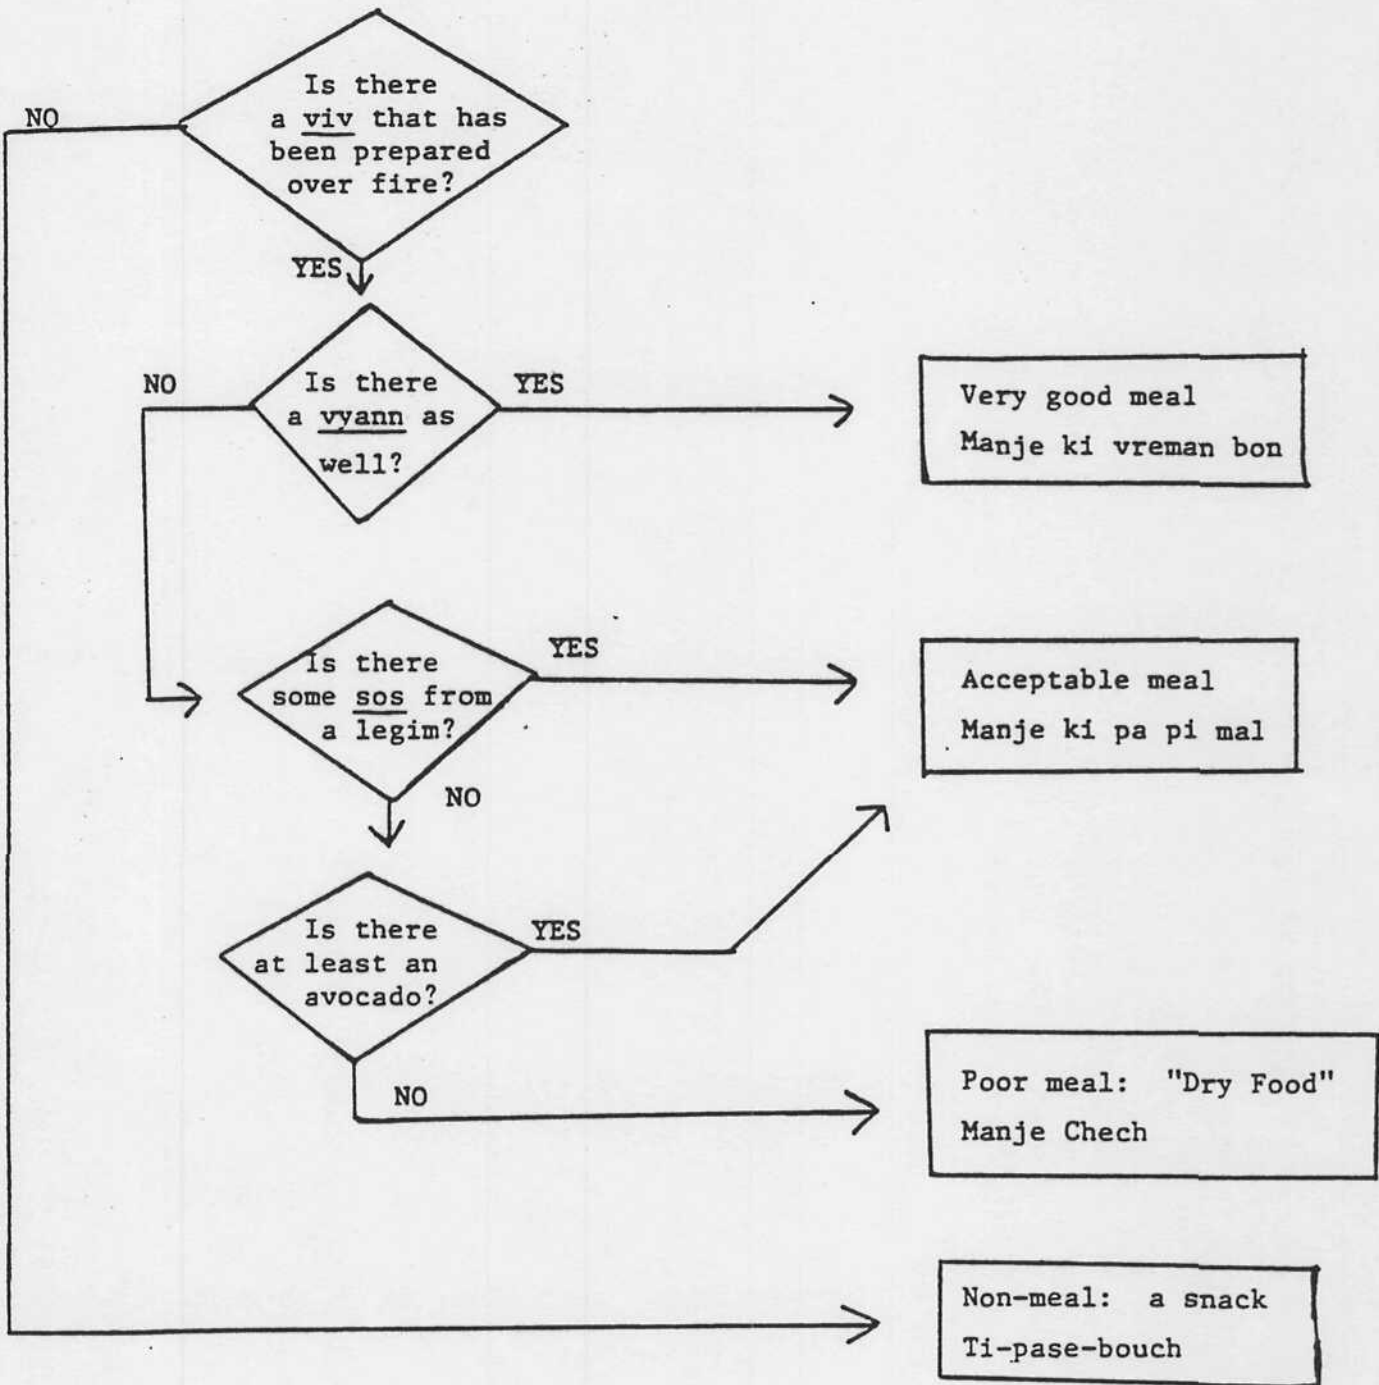 Is there
a viv that has
been prepared
over fire?
NO
YES
Is there
a vyann as
well?
NO
YES
Very good meal
Manje ki vreman bon
Is there
some sos from
a legim?
YES
NO
Acceptable meal
Manje ki pa pi mal
Is there
at least an
avocado?
YES
NO
Poor meal: "Dry Food"
Manje Chech
Non-meal: a snack
Ti-pase-bouch